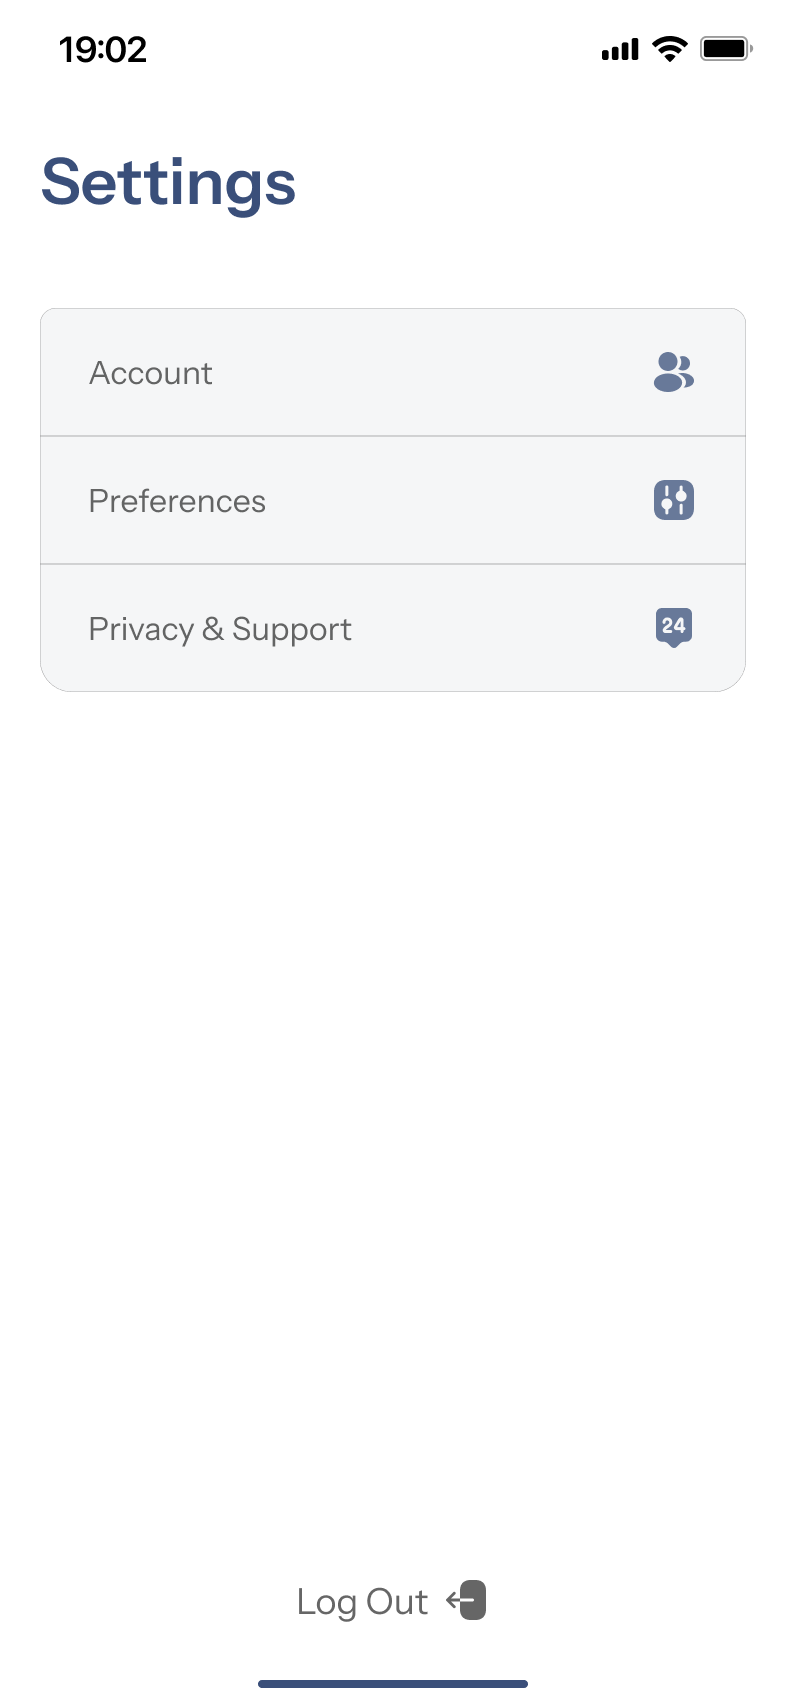 19:02
Settings
Account
Preferences
Privacy & Support
24
Log Out